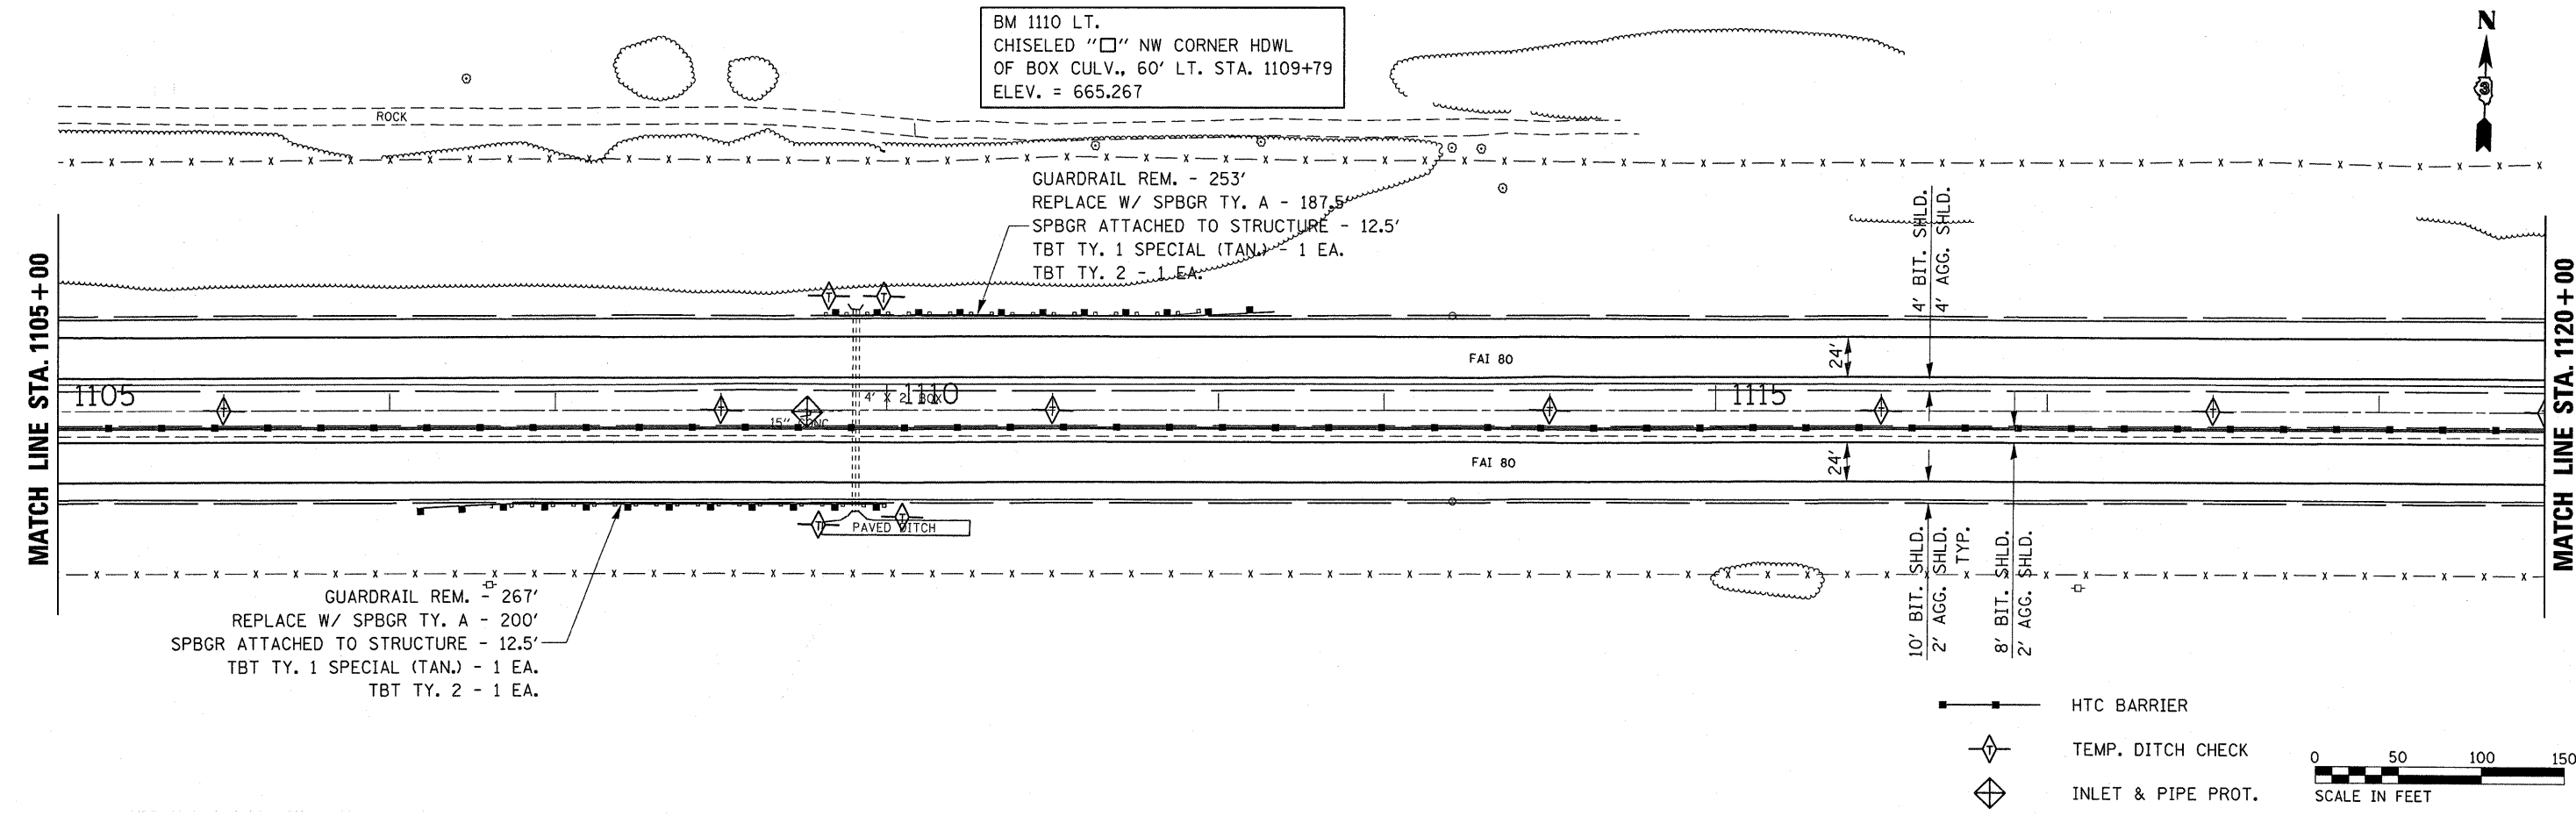 BM 1110 LT.
CHISELED "□" NW CORNER HDWL
OF BOX CULV., 60' LT. STA. 1109+79
ELEV. = 665.267
N
3
ROCK
GUARDRAIL REM. - 253'
REPLACE W/ SPBGR TY. A - 187.5'
SPBGR ATTACHED TO STRUCTURE - 12.5'
TBT TY. 1 SPECIAL (TAN.) - 1 EA.
TBT TY. 2 - 1 EA.
4' BIT. SHLD.
4' AGG. SHLD.
MATCH LINE STA. 1105+00
MATCH LINE STA. 1120+00
T
T
FAI 80
24'
1105
1110
1115
4' X 2' BOX
T
T
T
T
T
T
15" CONC
FAI 80
24'
T
T
PAVED DITCH
10' BIT. SHLD.
2' AGG. SHLD.
TYP.
8' BIT. SHLD.
2' AGG. SHLD.
GUARDRAIL REM. - 267'
REPLACE W/ SPBGR TY. A - 200'
SPBGR ATTACHED TO STRUCTURE - 12.5'
TBT TY. 1 SPECIAL (TAN.) - 1 EA.
TBT TY. 2 - 1 EA.
HTC BARRIER
T TEMP. DITCH CHECK
INLET & PIPE PROT.
0 50 100 150
SCALE IN FEET